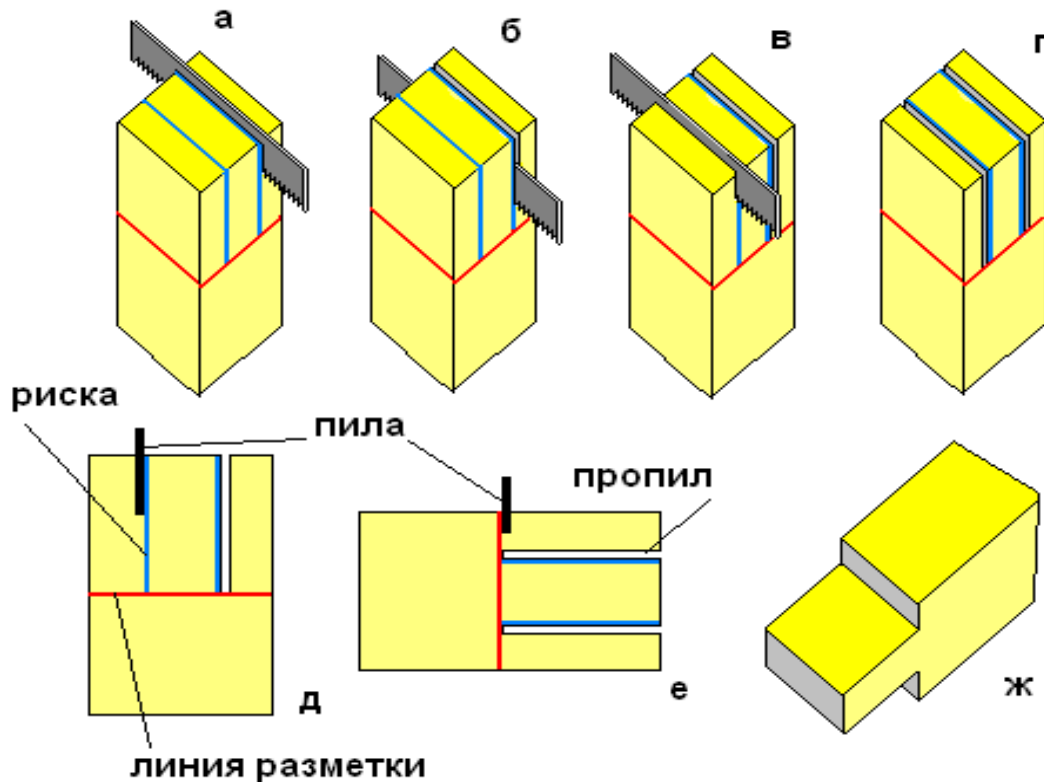 а
б
в
г
риска
пила
пропил
д
е
ж
линия разметки